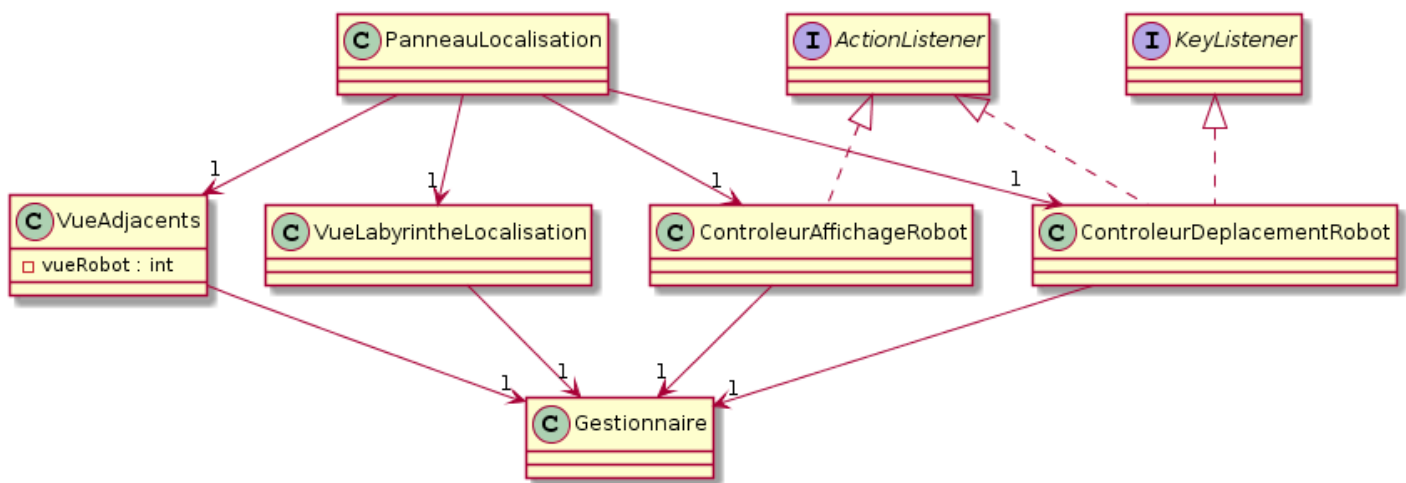 C PanneauLocalisation
I ActionListener
I KeyListener
1
1
1
1
C VueAdjacents
vueRobot : int
C VueLabyrintheLocalisation
C ControleurAffichageRobot
C ControleurDeplacementRobot
1
1
1
1
C Gestionnaire